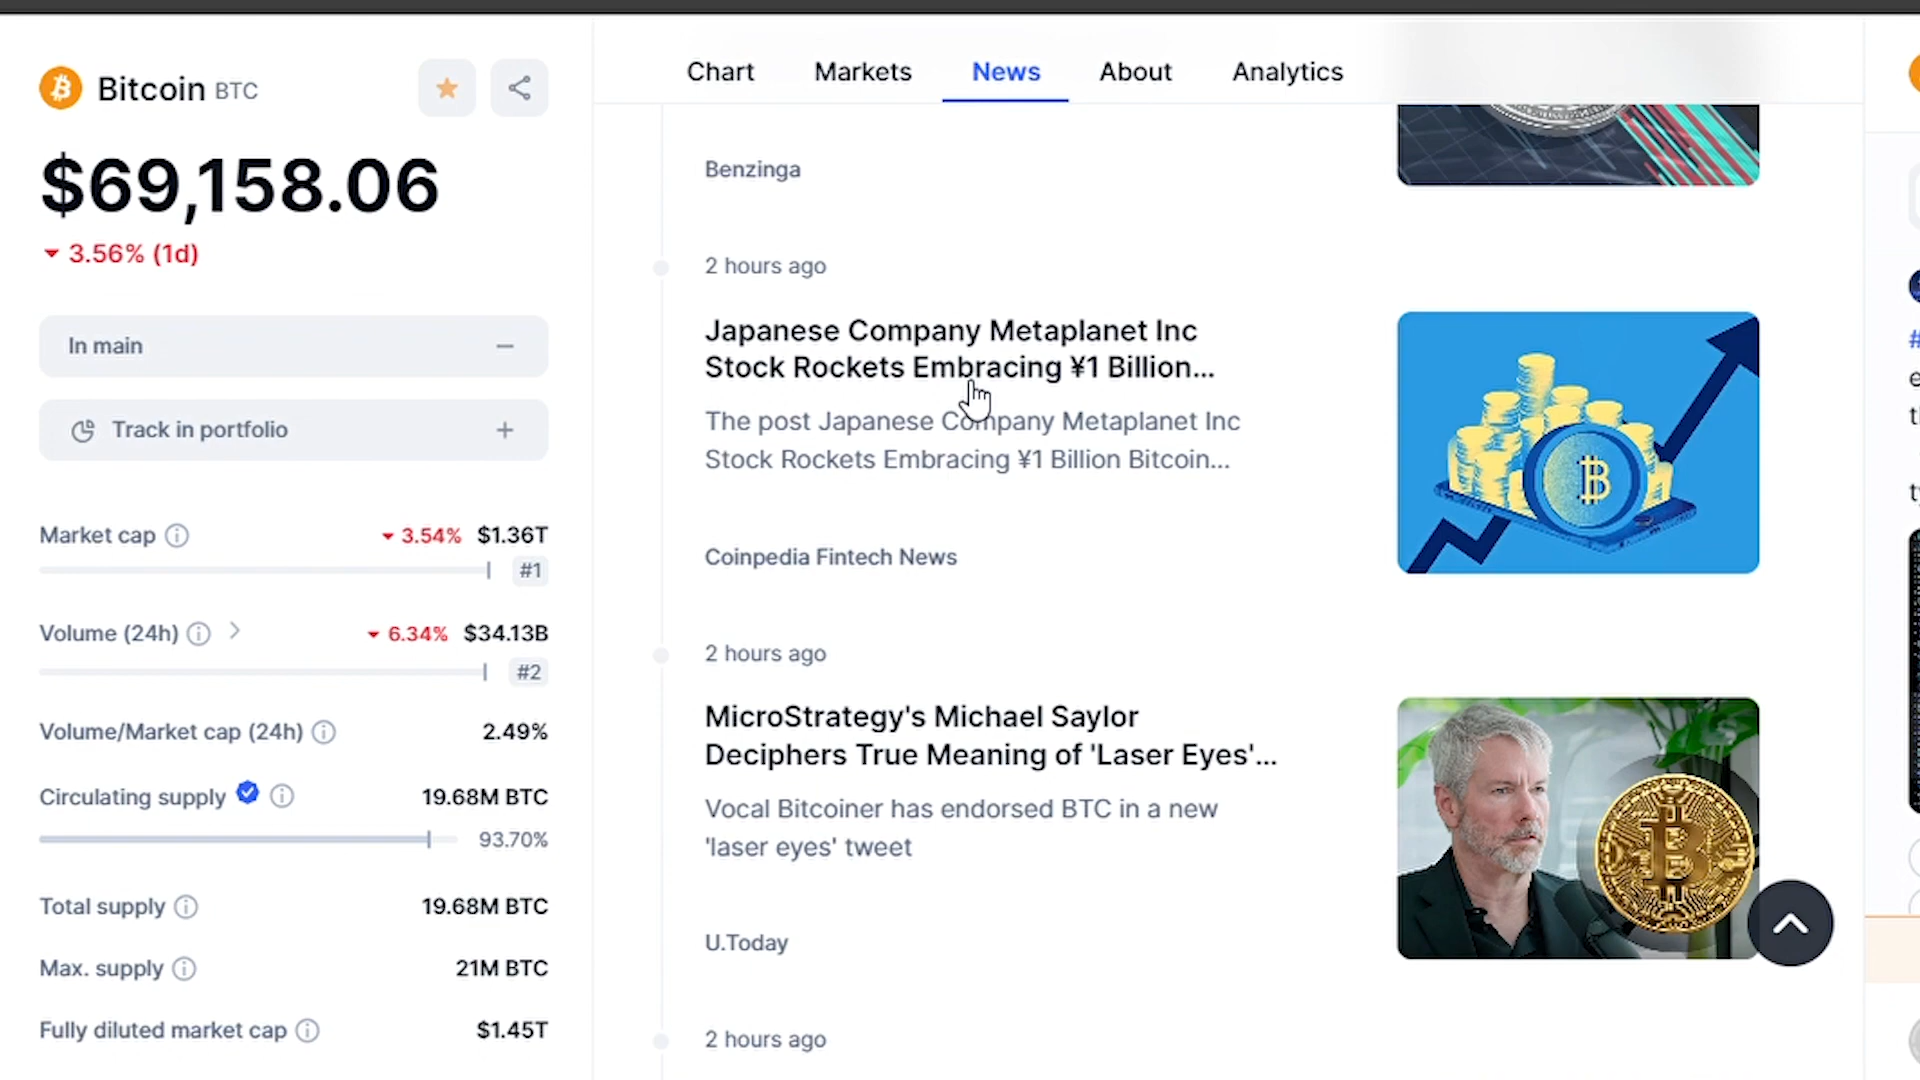 Bitcoin BTC
$69,158.06
3.56% (1d)
In main
Track in portfolio
Market cap 3.54% $1.36T
#1
Volume (24h) 6.34% $34.13B
#2
Volume/Market cap (24h) 2.49%
Circulating supply 19.68M BTC
93.70%
Total supply 19.68M BTC
Max. supply 21M BTC
Fully diluted market cap $1.45T
Chart Markets News About Analytics
Benzinga
2 hours ago
Japanese Company Metaplanet Inc
Stock Rockets Embracing ¥1 Billion...
The post Japanese Company Metaplanet Inc
Stock Rockets Embracing ¥1 Billion Bitcoin...
Coinpedia Fintech News
2 hours ago
MicroStrategy's Michael Saylor
Deciphers True Meaning of 'Laser Eyes'...
Vocal Bitcoiner has endorsed BTC in a new
'laser eyes' tweet
U.Today
2 hours ago